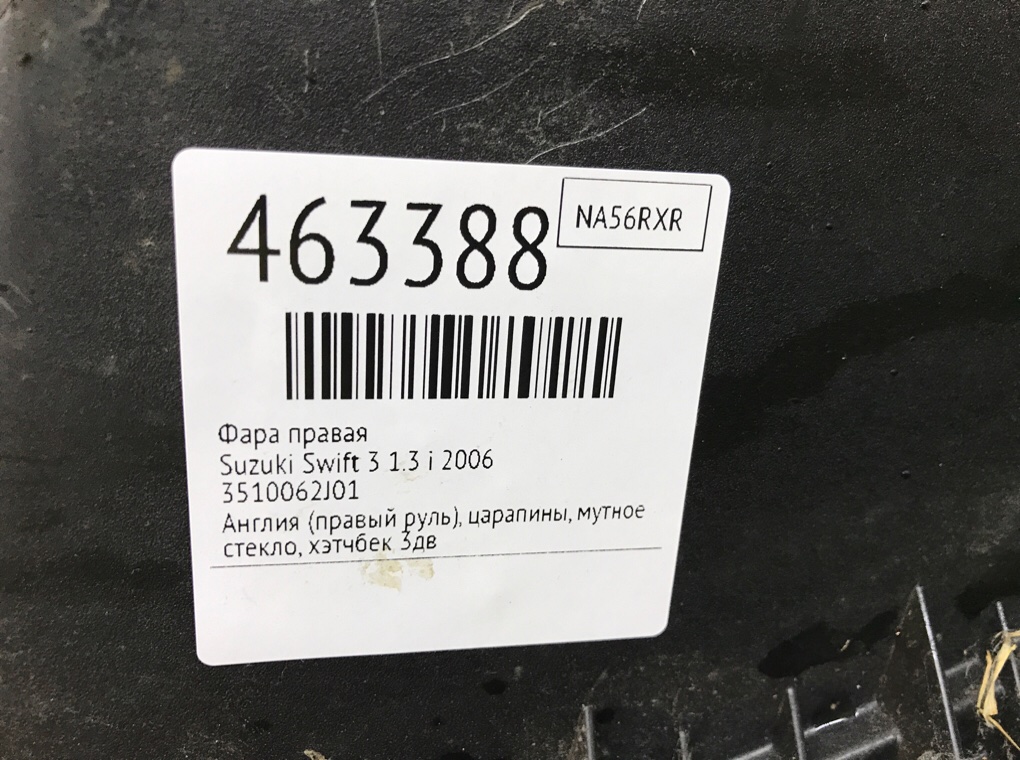 463388
NA56RXR
Фара правая
Suzuki Swift 3 1.3 i 2006
3510062J01
Англия (правый руль), царапины, мутное
стекло, хэтчбек 3дв